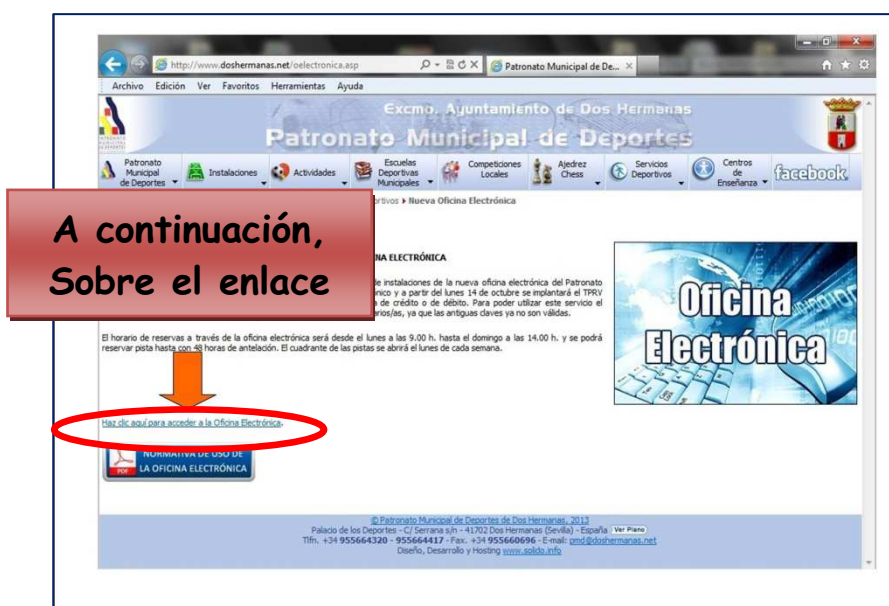 http://www.doshermanas.net/oelectronica.asp
Patronato Municipal de De...
Archivo Edición Ver Favoritos Herramientas Ayuda
Excmo. Ayuntamiento de Dos Hermanas
Patronato Municipal de Deportes
Patronato Municipal de Deportes
Instalaciones
Actividades
Escuelas Deportivas Municipales
Competiciones Locales
Ajedrez Chess
Servicios Deportivos
Centros de Enseñanza
facebook
Nueva Oficina Electrónica
A continuación,
Sobre el enlace
ELECTRÓNICA
de instalaciones de la nueva oficina electrónica del Patronato
y a partir del lunes 14 de octubre se implantará el TPRV
de crédito o de débito. Para poder utilizar este servicio el
ya que las antiguas claves ya no son válidas.
El horario de reservas a través de la oficina electrónica será desde el lunes a las 9.00 h. hasta el domingo a las 14.00 h. y se podrá
reservar pista hasta con 48 horas de antelación. El cuadrante de las pistas se abrirá el lunes de cada semana.
Oficina
Electrónica
Haz clic aquí para acceder a la Oficina Electrónica.
PDF
NORMATIVA DE USO DE
LA OFICINA ELECTRÓNICA
© Patronato Municipal de Deportes de Dos Hermanas, 2013
Palacio de los Deportes - C/ Serrana s/n - 41702 Dos Hermanas (Sevilla) - España Ver Plano
Tlfn. +34 955664320 - 955664417 - Fax. +34 955660696 - E-mail: pmd@doshermanas.net
Diseño, Desarrollo y Hosting www.solido.info